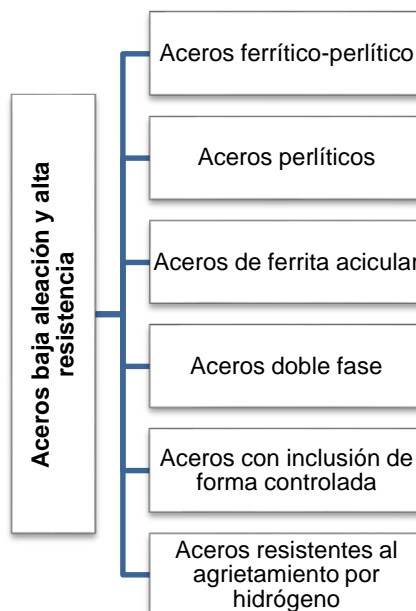 Aceros baja aleación y alta
resistencia
Aceros ferrítico-perlítico
Aceros perlíticos
Aceros de ferrita acicular
Aceros doble fase
Aceros con inclusión de
forma controlada
Aceros resistentes al
agrietamiento por
hidrógeno